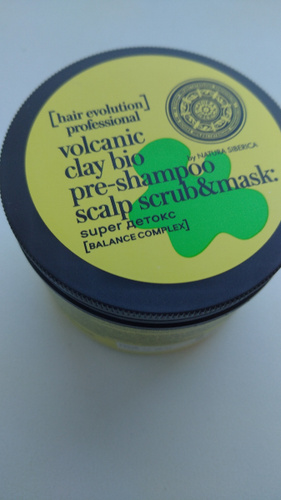 [hair evolution]
professional
volcanic
clay bio
by NATURA SIBERICA
pre-shampoo
scalp scrub&mask:
super детокс
[BALANCE COMPLEX]